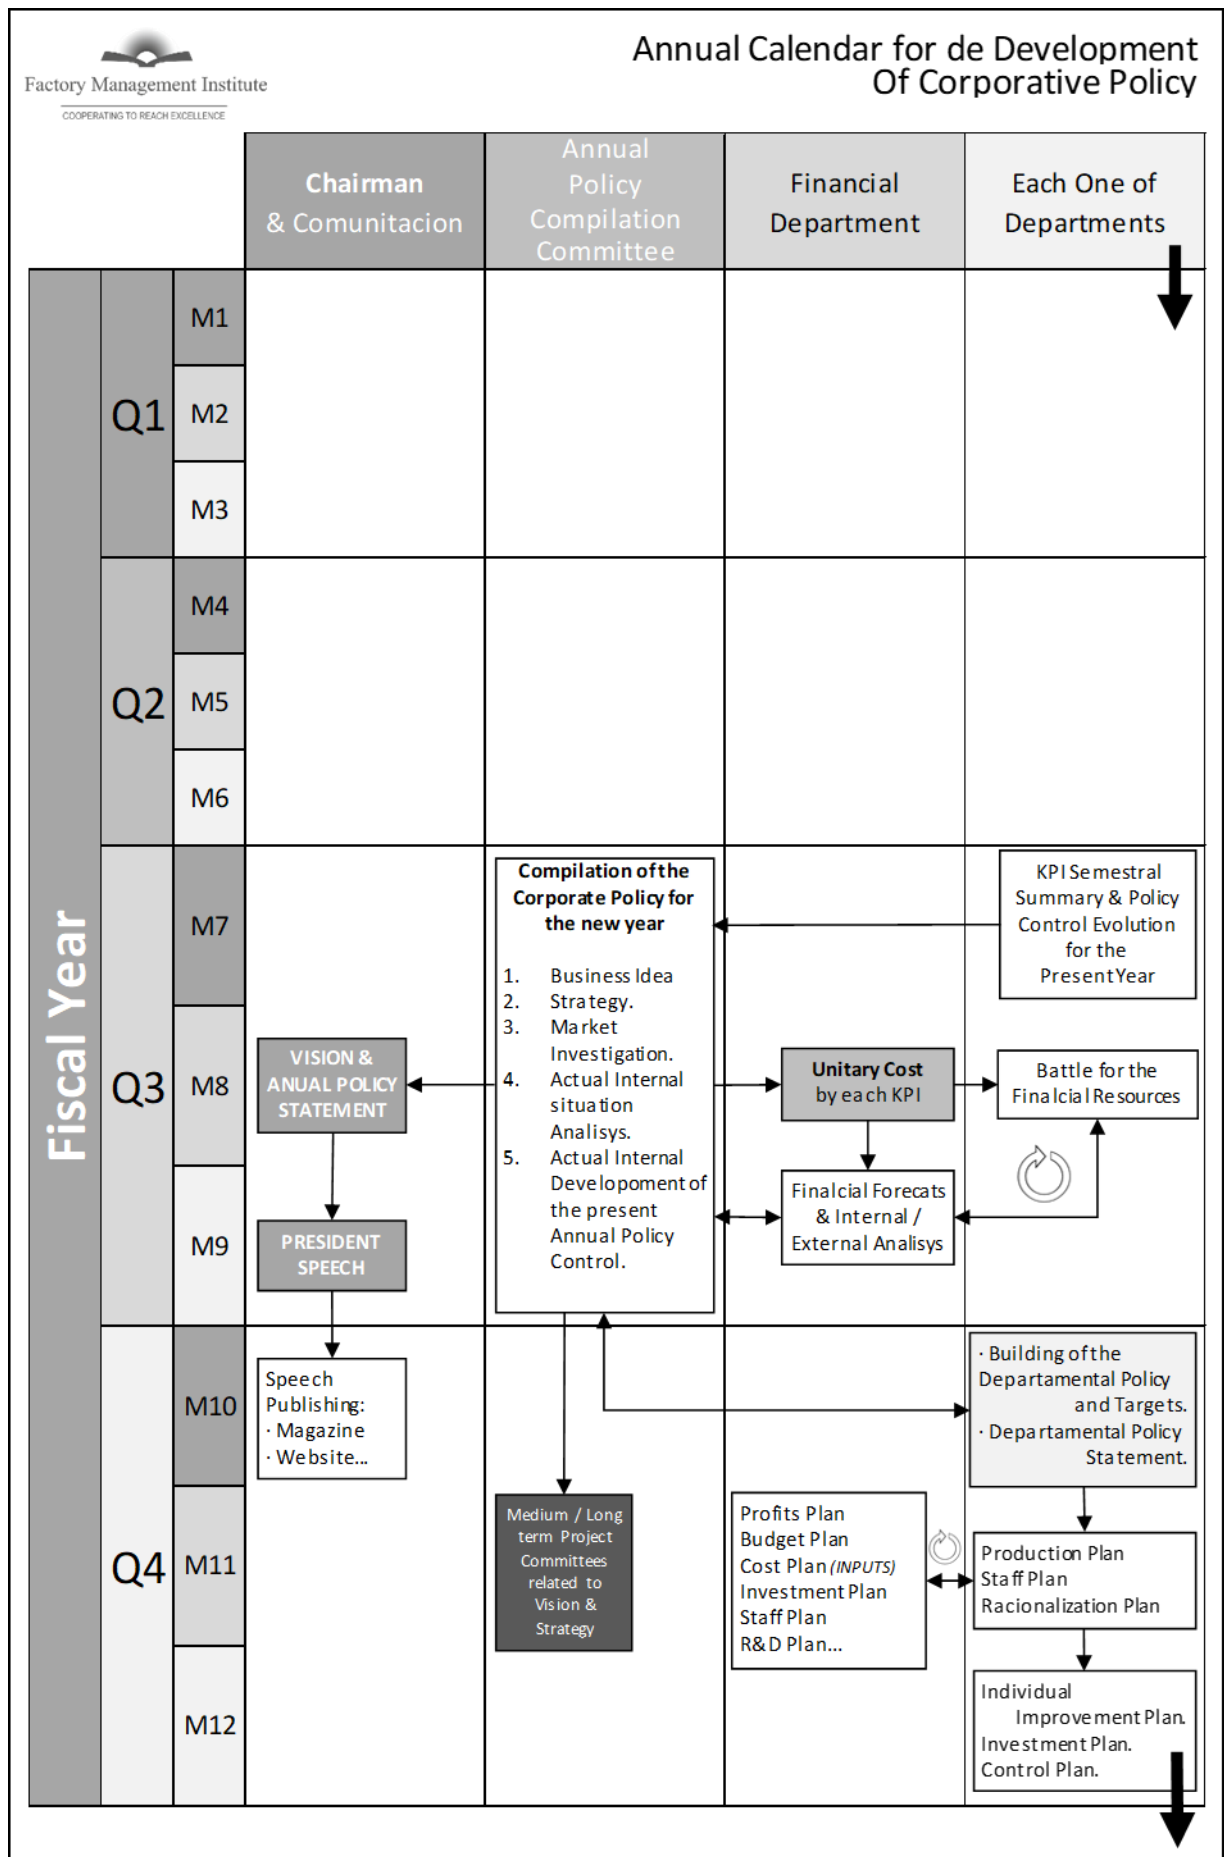 Factory Management Institute
COOPERATING TO REACH EXCELLENCE
Annual Calendar for de Development
Of Corporative Policy
Chairman
& Comunitacion
Annual
Policy
Compilation
Committee
Financial
Department
Each One of
Departments
Fiscal Year
Q1
M1
M2
M3
Q2
M4
M5
M6
Q3
M7
M8
M9
Compilation of the
Corporate Policy for
the new year
1. Business Idea
2. Strategy.
3. Market
Investigation.
4. Actual Internal
situation
Analisys.
5. Actual Internal
Developoment of
the present
Annual Policy
Control.
KPI Semestral
Summary & Policy
Control Evolution
for the
Present Year
VISION &
ANUAL POLICY
STATEMENT
Unitary Cost
by each KPI
Battle for the
Finalcial Resources
PRESIDENT
SPEECH
Finalcial Forecats
& Internal /
External Analisys
Q4
M10
M11
M12
Speech
Publishing:
· Magazine
· Website...
· Building of the
Departamental Policy
and Targets.
· Departamental Policy
Statement.
Medium / Long
term Project
Committees
related to
Vision &
Strategy
Profits Plan
Budget Plan
Cost Plan (INPUTS)
Investment Plan
Staff Plan
R&D Plan...
Production Plan
Staff Plan
Racionalization Plan
Individual
Improvement Plan.
Investment Plan.
Control Plan.